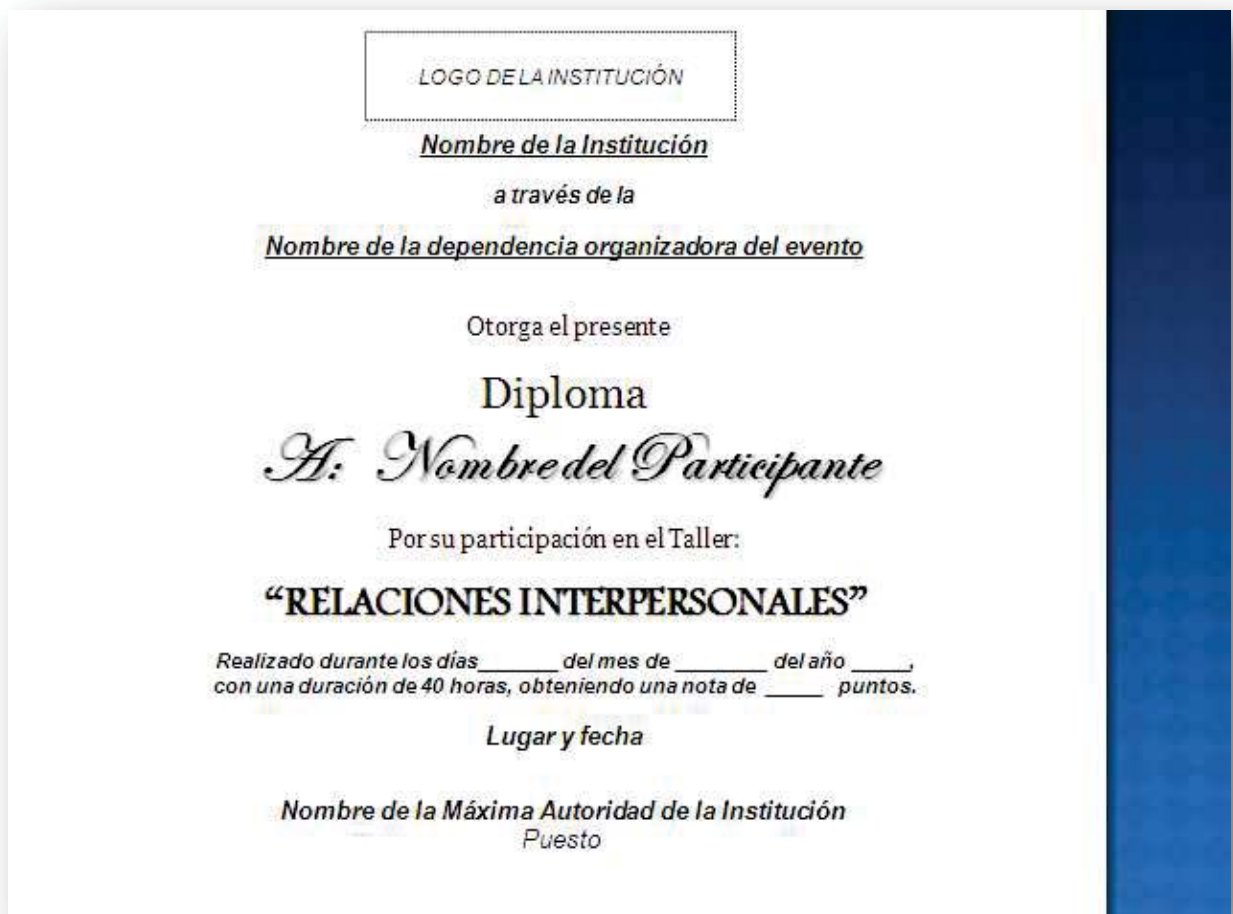 LOGO DE LA INSTITUCIÓN
Nombre de la Institución
a través de la
Nombre de la dependencia organizadora del evento
Otorga el presente
Diploma
A: Nombre del Participante
Por su participación en el Taller:
“RELACIONES INTERPERSONALES”
Realizado durante los días______ del mes de _______ del año _____,
con una duración de 40 horas, obteniendo una nota de _____ puntos.
Lugar y fecha
Nombre de la Máxima Autoridad de la Institución
Puesto